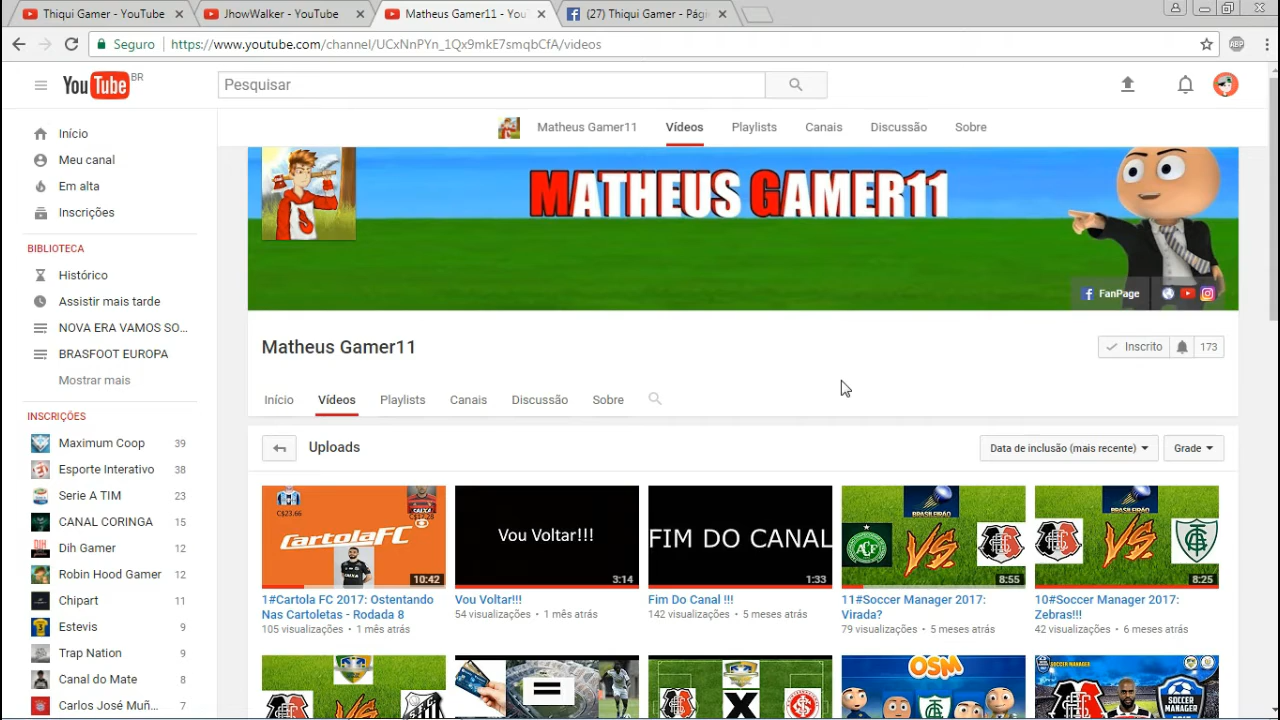 Thiqui Gamer - YouTube
JhowWalker - YouTube
Matheus Gamer11 - You
(27) Thiqui Gamer - Pág
Seguro
https://www.youtube.com/channel/UCxNnPYn_1Qx9mkE7smqbCfA/videos
ABP
YouTube BR
Pesquisar
Matheus Gamer11
Vídeos
Playlists
Canais
Discussão
Sobre
Início
Meu canal
Em alta
Inscrições
BIBLIOTECA
Histórico
Assistir mais tarde
NOVA ERA VAMOS SO...
BRASFOOT EUROPA
Mostrar mais
INSCRIÇÕES
Maximum Coop 39
Esporte Interativo 38
Serie A TIM 23
CANAL CORINGA 15
Dih Gamer 12
Robin Hood Gamer 12
Chipart 11
Estevis 9
Trap Nation 9
Canal do Mate 8
Carlos José Muñ... 7
MATHEUS GAMER11
FanPage
Matheus Gamer11
Inscrito 173
Início
Vídeos
Playlists
Canais
Discussão
Sobre
Uploads
Data de inclusão (mais recente)
Grade
C$23.66
CartolaFC
CAIXA
10:42
1#Cartola FC 2017: Ostentando
Nas Cartoletas - Rodada 8
105 visualizações • 1 mês atrás
Vou Voltar!!!
3:14
Vou Voltar!!!
54 visualizações • 1 mês atrás
FIM DO CANAL
1:33
Fim Do Canal !!!
142 visualizações • 5 meses atrás
BRASILEIRÃO
VS
8:55
11#Soccer Manager 2017:
Virada?
79 visualizações • 5 meses atrás
BRASILEIRÃO
VS
8:25
10#Soccer Manager 2017:
Zebras!!!
42 visualizações • 6 meses atrás
VS
=
X
OSM
SOCCER MANAGER